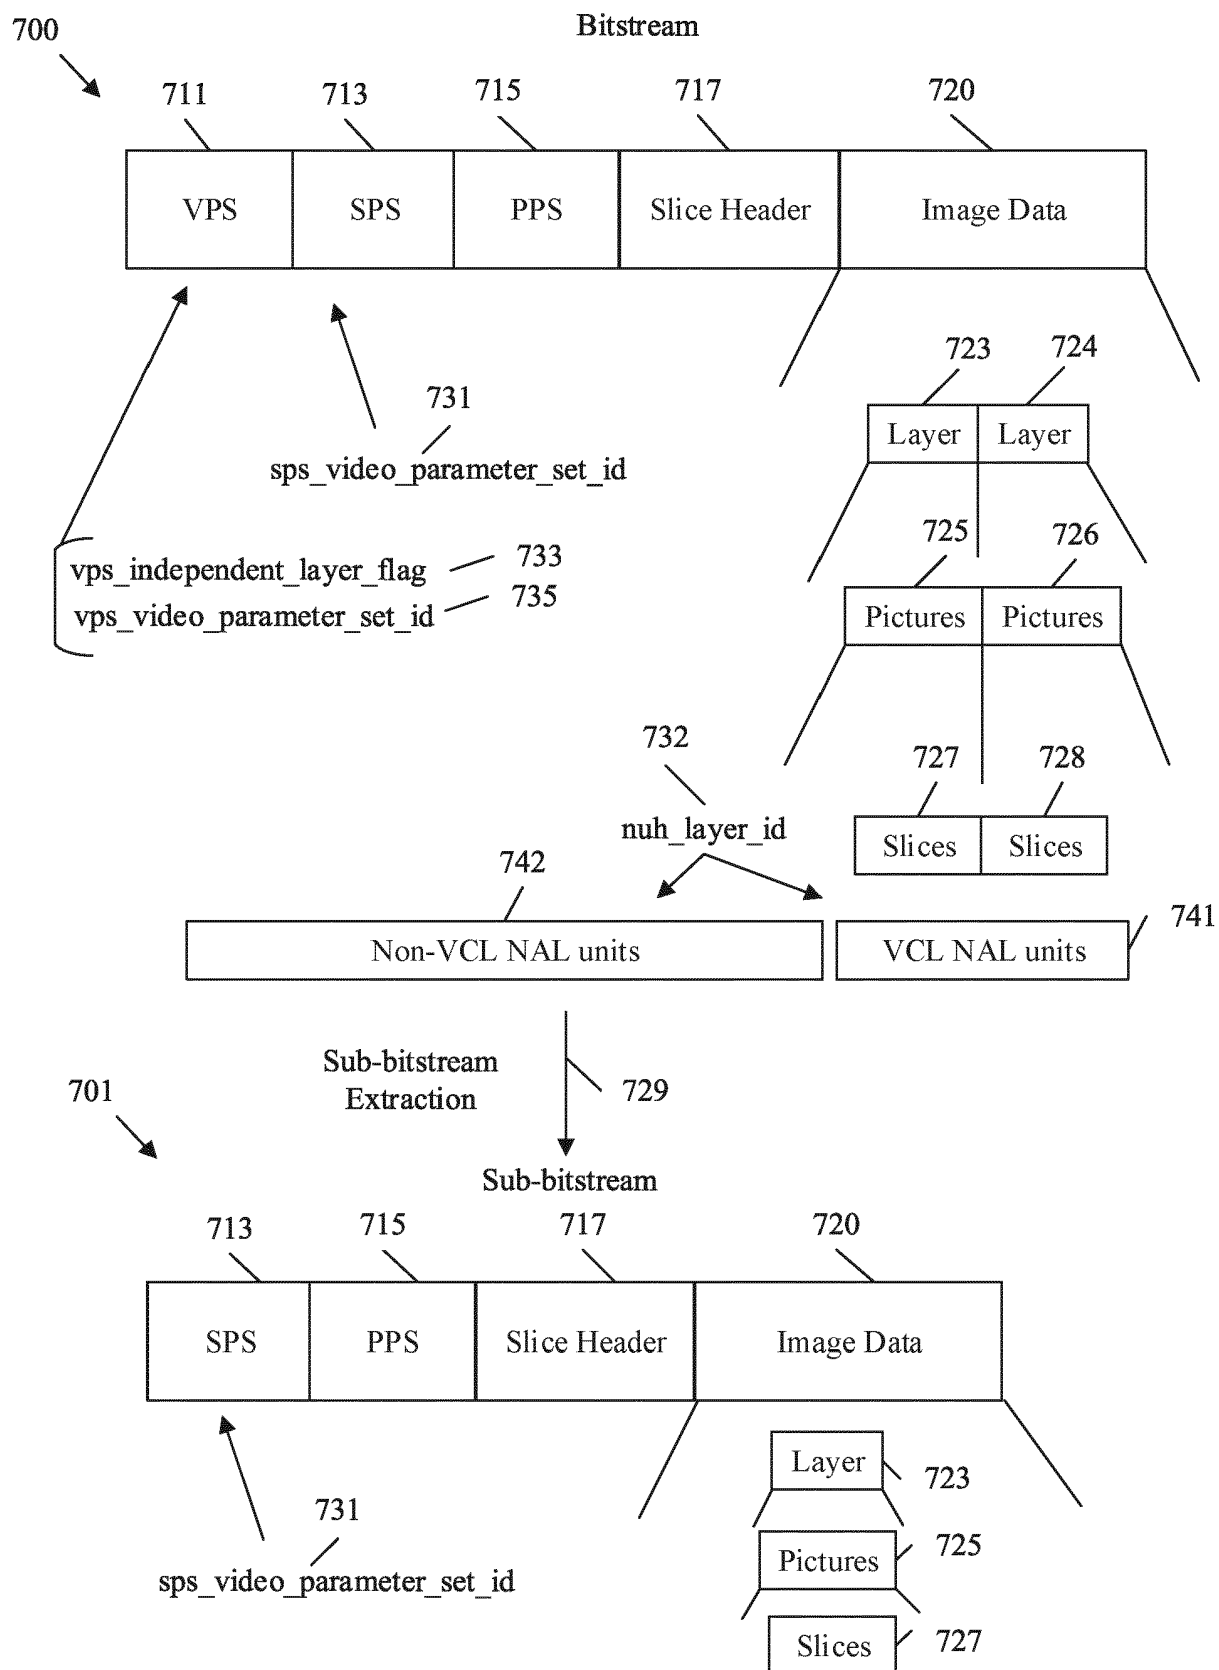 700
Bitstream
711
713
715
717
720
VPS
SPS
PPS
Slice Header
Image Data
723
724
731
Layer
Layer
sps_video_parameter_set_id
725
726
vps_independent_layer_flag
733
vps_video_parameter_set_id
735
Pictures
Pictures
732
727
728
nuh_layer_id
Slices
Slices
742
741
Non-VCL NAL units
VCL NAL units
Sub-bitstream
Extraction
729
701
Sub-bitstream
713
715
717
720
SPS
PPS
Slice Header
Image Data
Layer
723
731
Pictures
725
sps_video_parameter_set_id
Slices
727